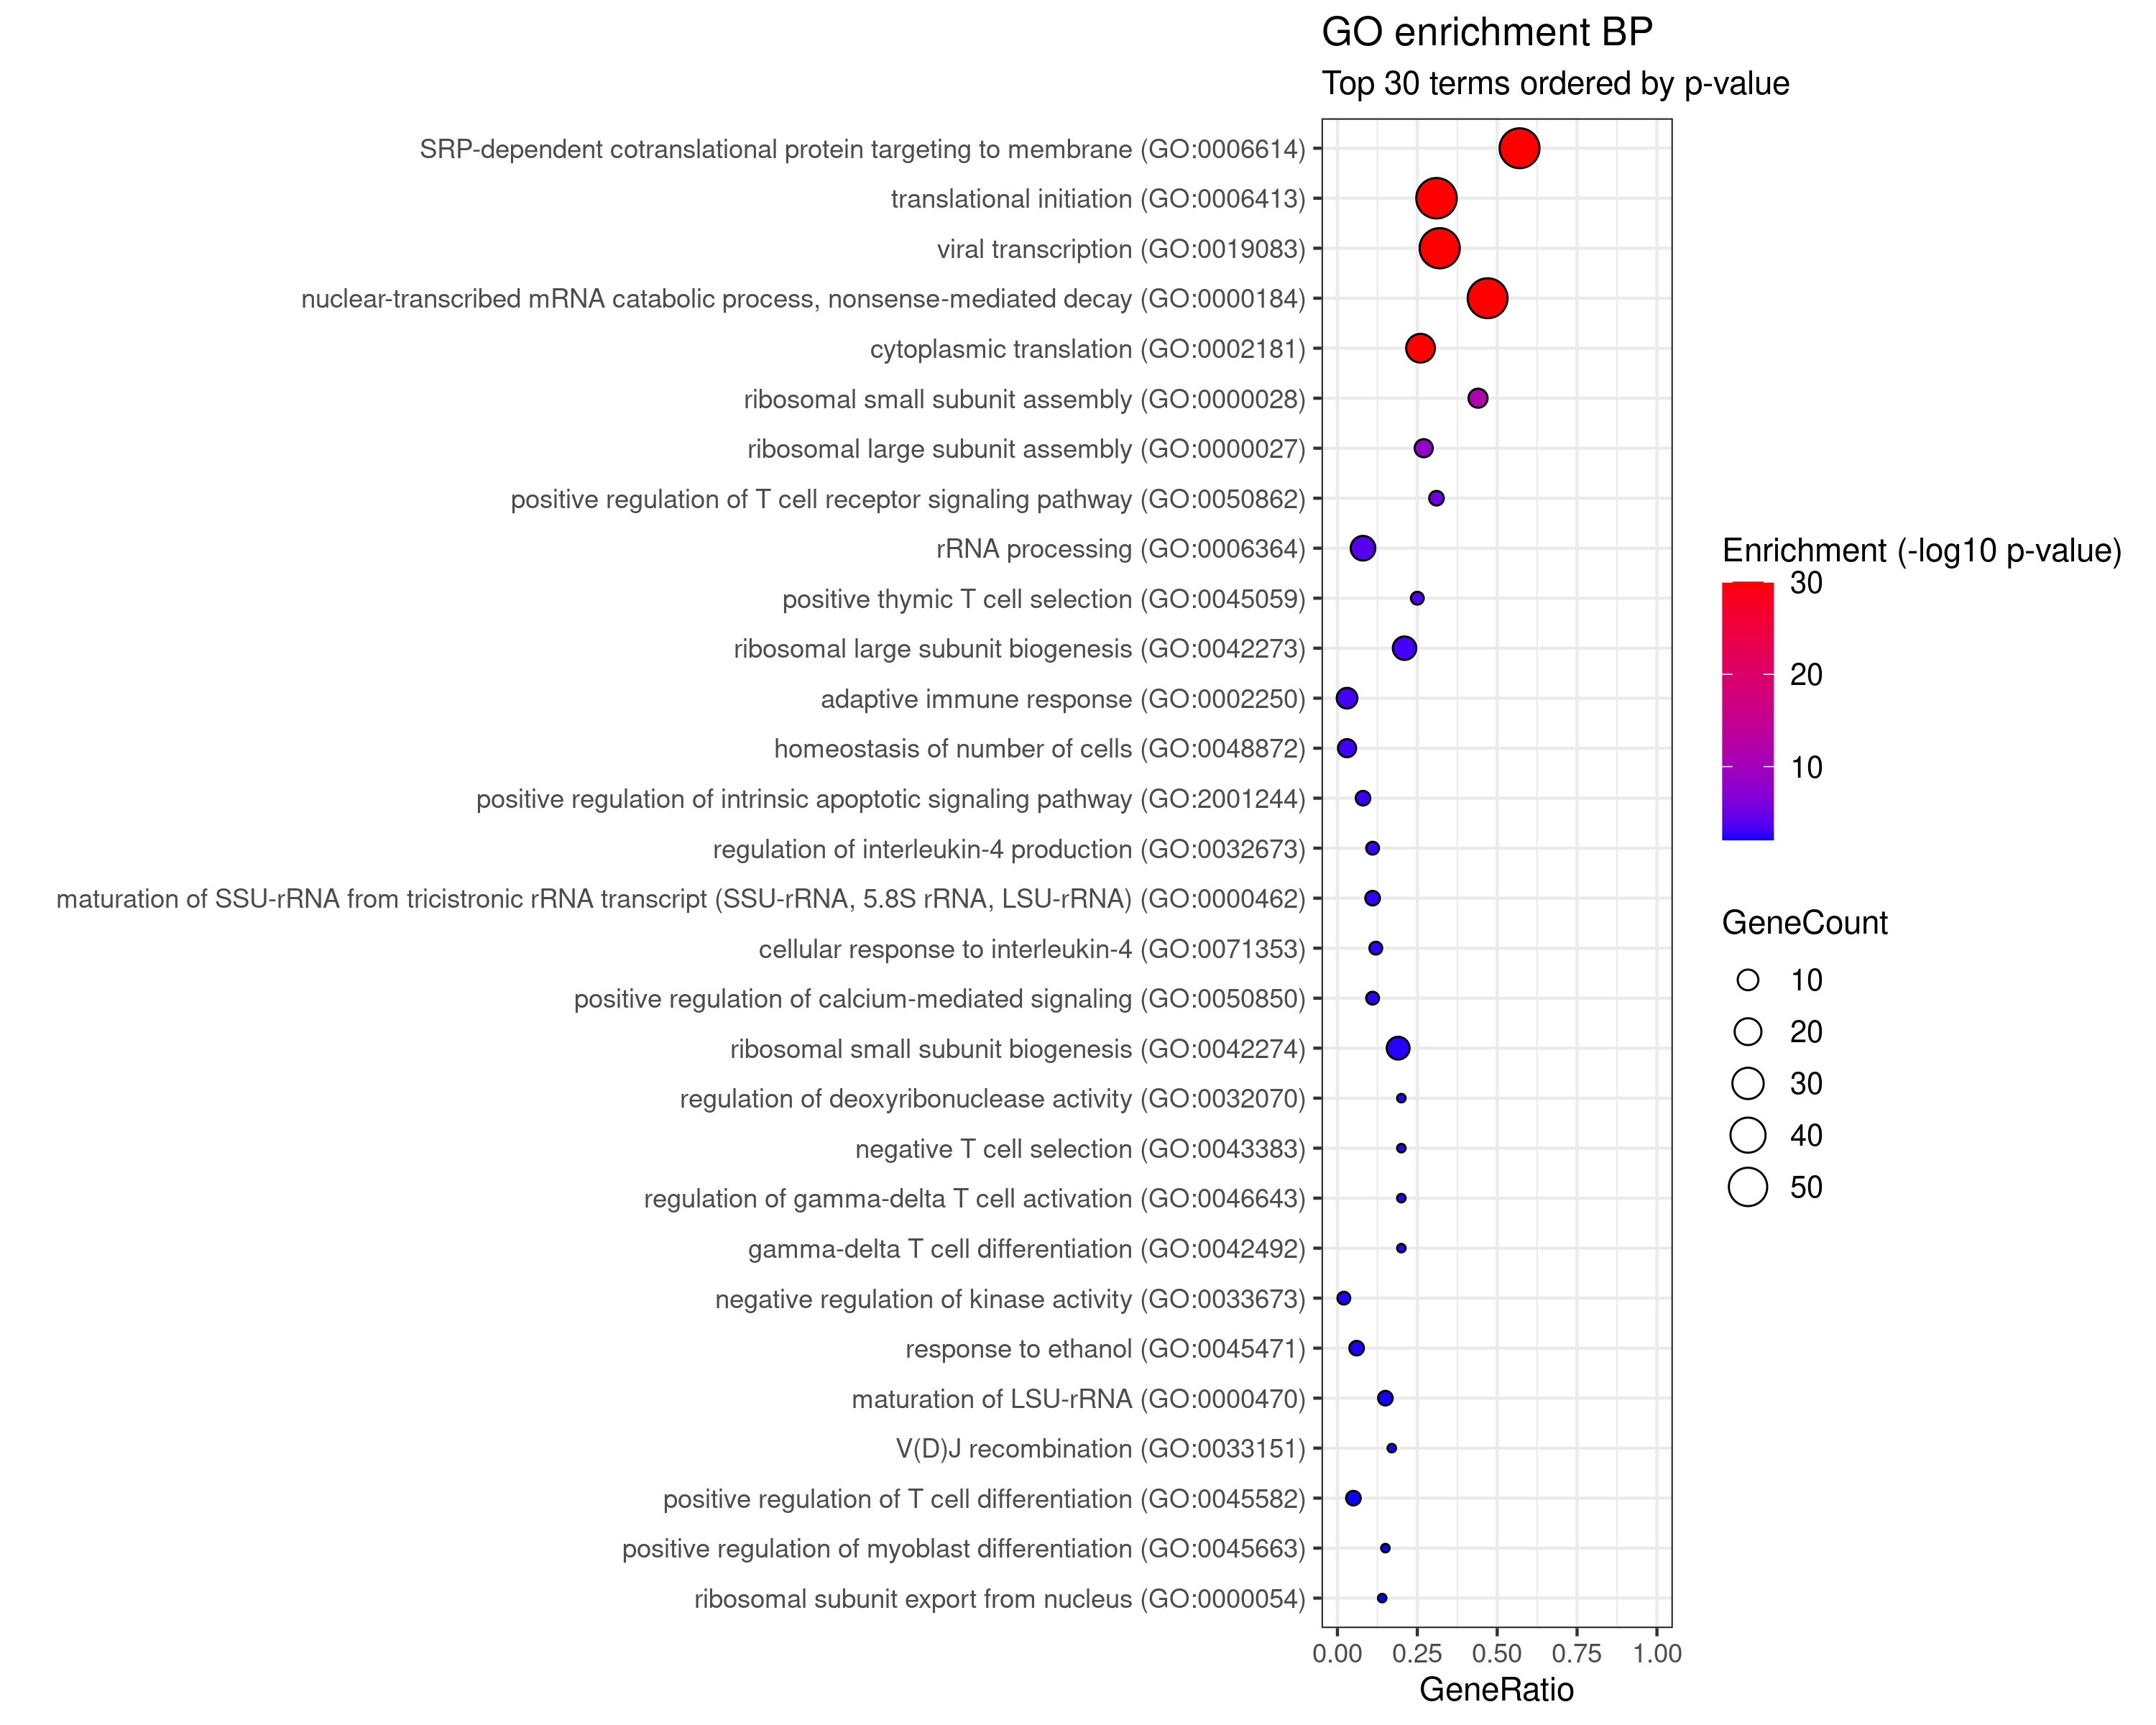 GO enrichment BP
Top 30 terms ordered by p-value
SRP-dependent cotranslational protein targeting to membrane (GO:0006614)
translational initiation (GO:0006413)
viral transcription (GO:0019083)
nuclear-transcribed mRNA catabolic process, nonsense-mediated decay (GO:0000184)
cytoplasmic translation (GO:0002181)
ribosomal small subunit assembly (GO:0000028)
ribosomal large subunit assembly (GO:0000027)
positive regulation of T cell receptor signaling pathway (GO:0050862)
rRNA processing (GO:0006364)
positive thymic T cell selection (GO:0045059)
ribosomal large subunit biogenesis (GO:0042273)
adaptive immune response (GO:0002250)
homeostasis of number of cells (GO:0048872)
positive regulation of intrinsic apoptotic signaling pathway (GO:2001244)
regulation of interleukin-4 production (GO:0032673)
maturation of SSU-rRNA from tricistronic rRNA transcript (SSU-rRNA, 5.8S rRNA, LSU-rRNA) (GO:0000462)
cellular response to interleukin-4 (GO:0071353)
positive regulation of calcium-mediated signaling (GO:0050850)
ribosomal small subunit biogenesis (GO:0042274)
regulation of deoxyribonuclease activity (GO:0032070)
negative T cell selection (GO:0043383)
regulation of gamma-delta T cell activation (GO:0046643)
gamma-delta T cell differentiation (GO:0042492)
negative regulation of kinase activity (GO:0033673)
response to ethanol (GO:0045471)
maturation of LSU-rRNA (GO:0000470)
V(D)J recombination (GO:0033151)
positive regulation of T cell differentiation (GO:0045582)
positive regulation of myoblast differentiation (GO:0045663)
ribosomal subunit export from nucleus (GO:0000054)
0.00 0.25 0.50 0.75 1.00
GeneRatio
Enrichment (-log10 p-value)
30
20
10
GeneCount
10
20
30
40
50